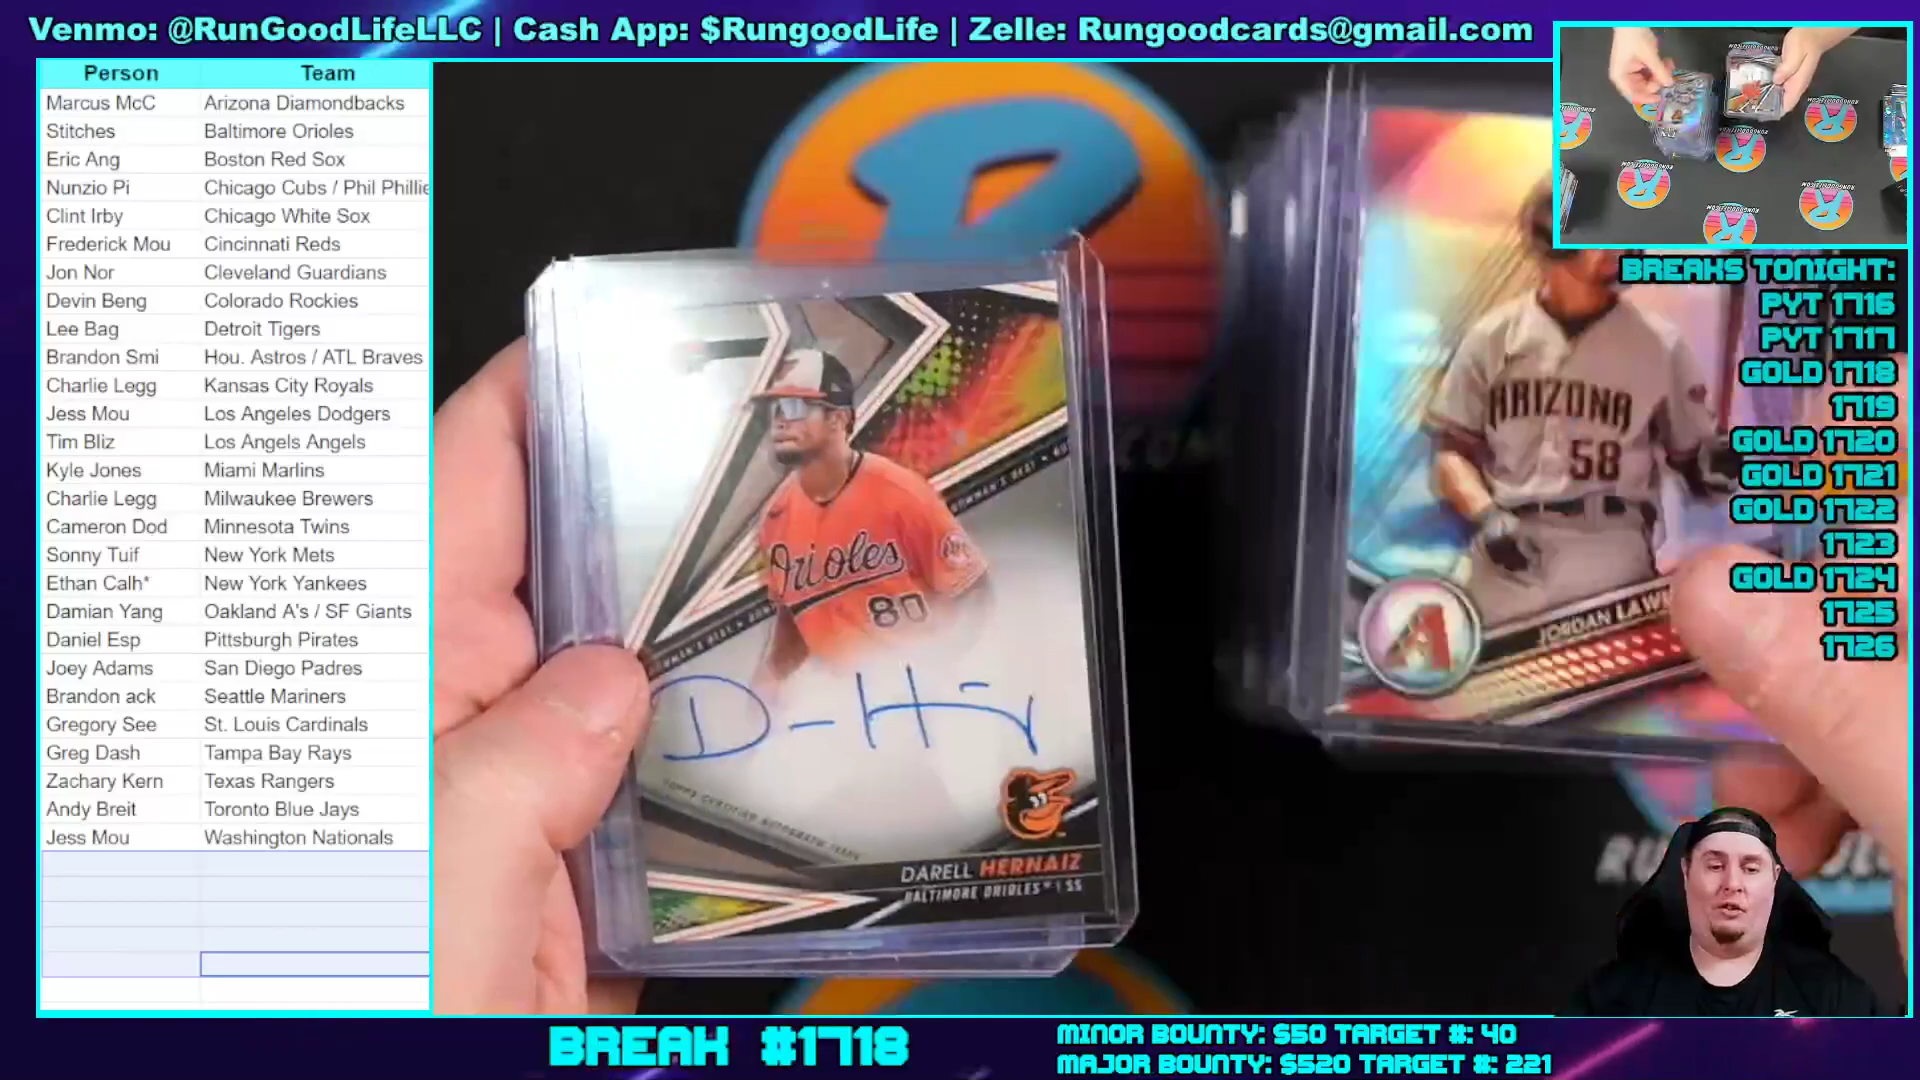 Venmo: @RunGoodLifeLLC | Cash App: $RungoodLife | Zelle: Rungoodcards@gmail.com
Person Team
Marcus McC Arizona Diamondbacks
Stitches Baltimore Orioles
Eric Ang Boston Red Sox
Nunzio Pi Chicago Cubs / Phil Phillie
Clint Irby Chicago White Sox
Frederick Mou Cincinnati Reds
Jon Nor Cleveland Guardians
Devin Beng Colorado Rockies
Lee Bag Detroit Tigers
Brandon Smi Hou. Astros / ATL Braves
Charlie Legg Kansas City Royals
Jess Mou Los Angeles Dodgers
Tim Bliz Los Angels Angels
Kyle Jones Miami Marlins
Charlie Legg Milwaukee Brewers
Cameron Dod Minnesota Twins
Sonny Tuif New York Mets
Ethan Calh* New York Yankees
Damian Yang Oakland A's / SF Giants
Daniel Esp Pittsburgh Pirates
Joey Adams San Diego Padres
Brandon ack Seattle Mariners
Gregory See St. Louis Cardinals
Greg Dash Tampa Bay Rays
Zachary Kern Texas Rangers
Andy Breit Toronto Blue Jays
Jess Mou Washington Nationals
Orioles
80
TOPPS CERTIFIED AUTOGRAPH ISSUE
DARELL HERNAIZ
BALTIMORE ORIOLES | SS
ARIZONA
58
JORDAN LAW
BREAKS TONIGHT:
PYT 1716
PYT 1717
GOLD 1718
1719
GOLD 1720
GOLD 1721
GOLD 1722
1723
GOLD 1724
1725
1726
BREAK #1718
MINOR BOUNTY: $50 TARGET #: 40
MAJOR BOUNTY: $520 TARGET #: 221